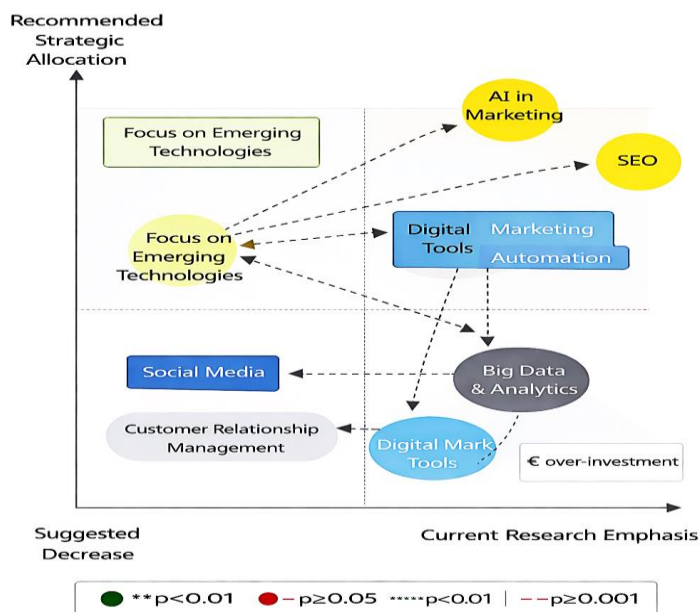 Recommended
Strategic
Allocation
AI in
Marketing
Focus on Emerging
Technologies
SEO
Focus on
Emerging
Technologies
Digital
Tools
Marketing
Automation
Social Media
Big Data
& Analytics
Customer Relationship
Management
Digital Mark
Tools
€ over-investment
Suggested
Decrease
Current Research Emphasis
**p<0.01
–p≥0.05
*****p<0.01
--p≥0.001